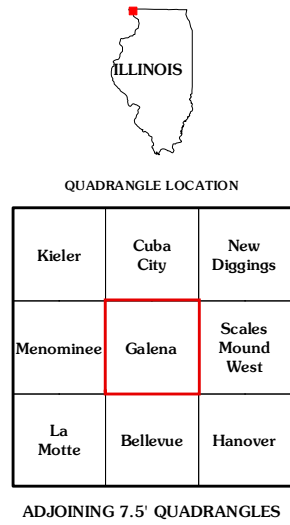 ILLINOIS
QUADRANGLE LOCATION
Kieler
Cuba
City
New
Diggings
Menominee
Galena
Scales
Mound
West
La
Motte
Bellevue
Hanover
ADJOINING 7.5' QUADRANGLES